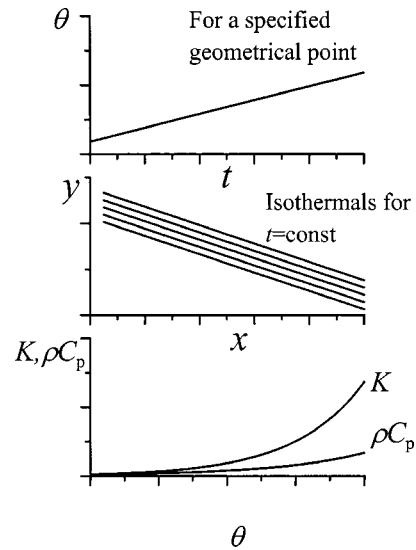 θ
For a specified
geometrical point
t
y
Isothermals for
t=const
x
K, ρCp
K
ρCp
θ